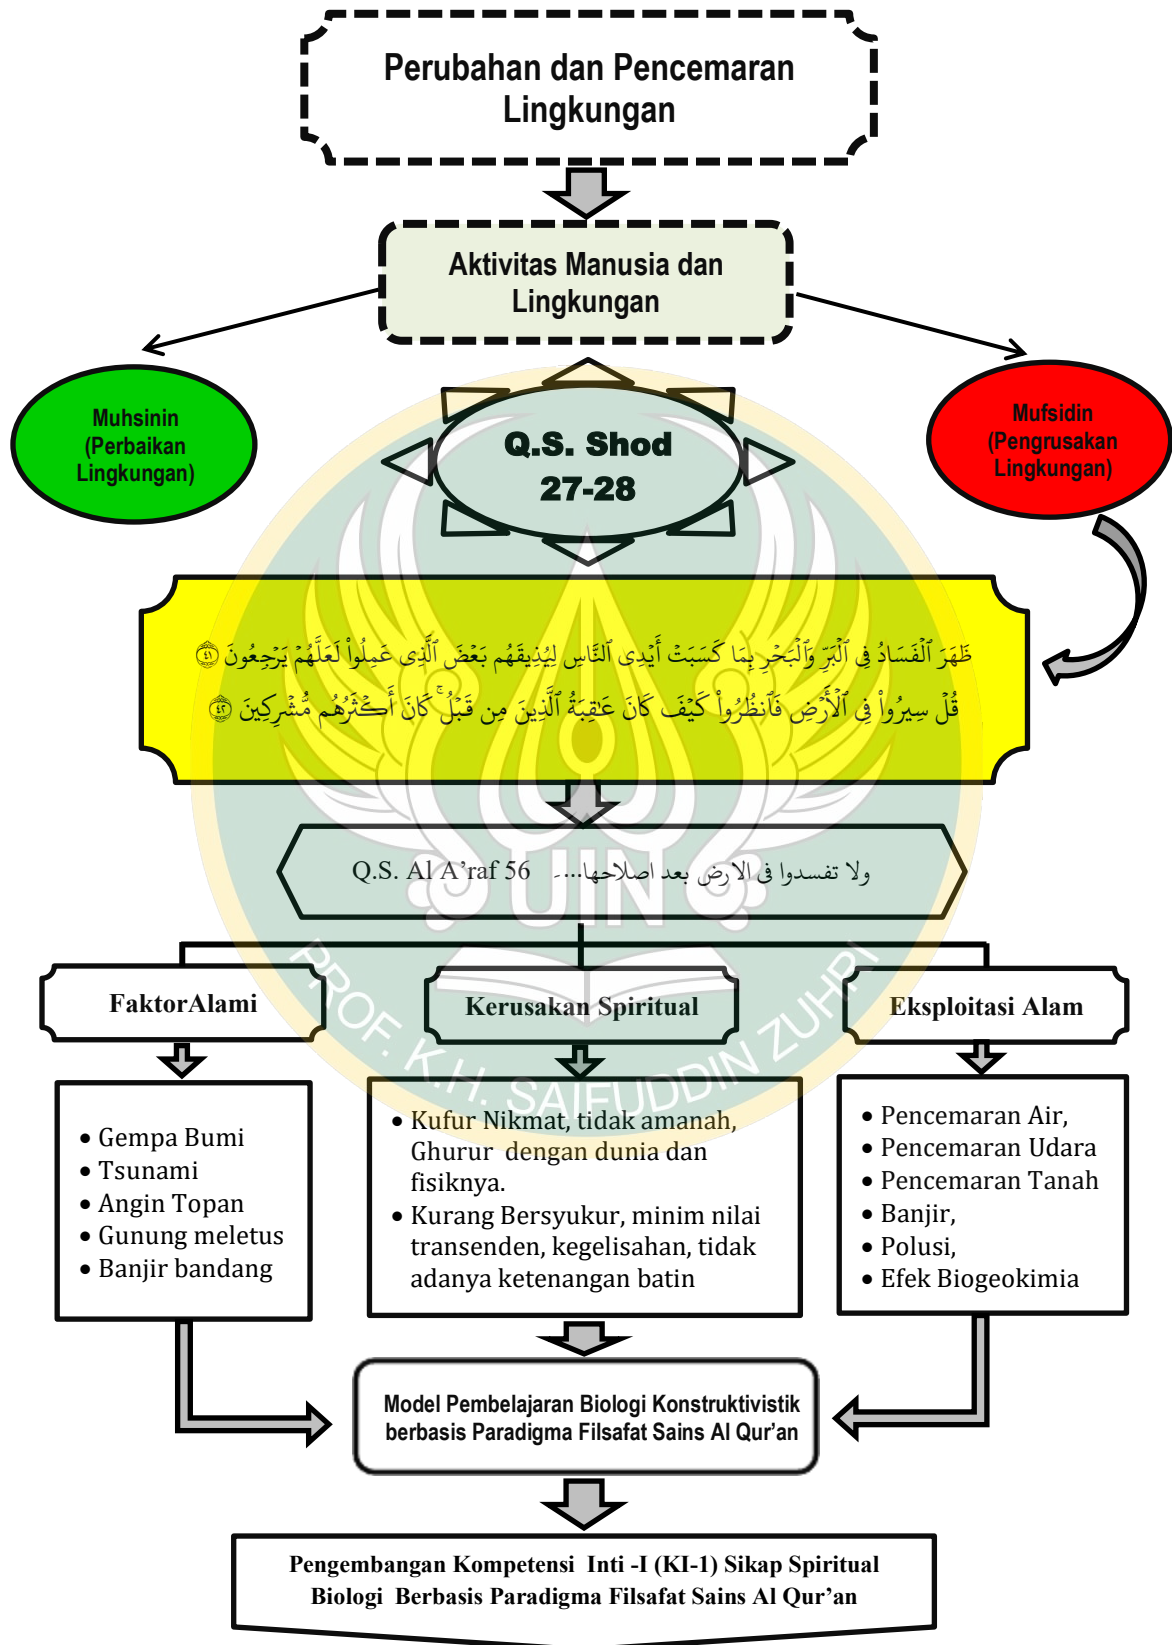 Perubahan dan Pencemaran
Lingkungan
Aktivitas Manusia dan
Lingkungan
Muhsinin
(Perbaikan
Lingkungan)
Q.S. Shod
27-28
Mufsidin
(Pengrusakan
Lingkungan)
ظَهَرَ ٱلْفَسَادُ فِى ٱلْبَرِّ وَٱلْبَحْرِ بِمَا كَسَبَتْ أَيْدِى ٱلنَّاسِ لِيُذِيقَهُم بَعْضَ ٱلَّذِى عَمِلُوا۟ لَعَلَّهُمْ يَرْجِعُونَ ٤١
قُلْ سِيرُوا۟ فِى ٱلْأَرْضِ فَٱنظُرُوا۟ كَيْفَ كَانَ عَٰقِبَةُ ٱلَّذِينَ مِن قَبْلُ ۚ كَانَ أَكْثَرُهُم مُّشْرِكِينَ ٤٢
Q.S. Al A’raf 56 ولا تفسدوا فى الارض بعد اصلاحها....-
UIN
PROF. K.H. SAIFUDDIN ZUHRI
FaktorAlami
Kerusakan Spiritual
Eksploitasi Alam
• Gempa Bumi
• Tsunami
• Angin Topan
• Gunung meletus
• Banjir bandang
• Kufur Nikmat, tidak amanah,
Ghurur dengan dunia dan
fisiknya.
• Kurang Bersyukur, minim nilai
transenden, kegelisahan, tidak
adanya ketenangan batin
• Pencemaran Air,
• Pencemaran Udara
• Pencemaran Tanah
• Banjir,
• Polusi,
• Efek Biogeokimia
Model Pembelajaran Biologi Konstruktivistik
berbasis Paradigma Filsafat Sains Al Qur’an
Pengembangan Kompetensi Inti -I (KI-1) Sikap Spiritual
Biologi Berbasis Paradigma Filsafat Sains Al Qur’an